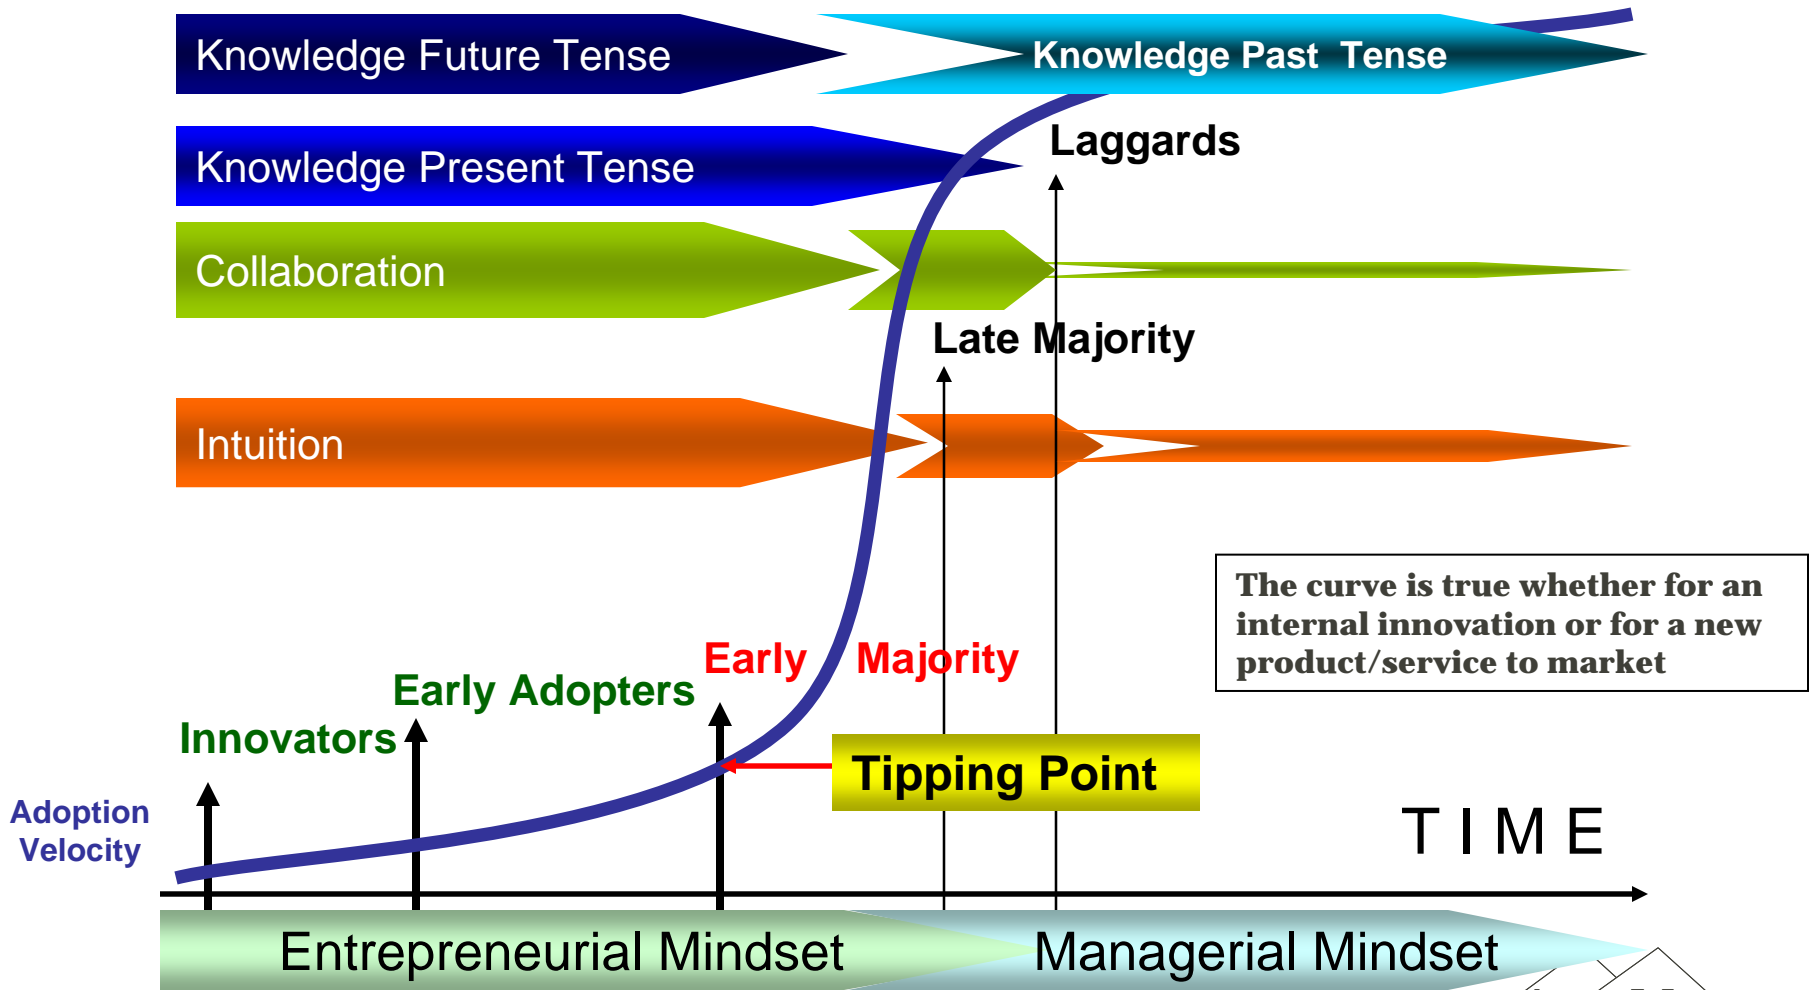 Knowledge Future Tense
Knowledge Past Tense
Knowledge Present Tense
Laggards
Collaboration
Late Majority
Intuition
The curve is true whether for an
internal innovation or for a new
product/service to market
Early Majority
Early Adopters
Innovators
Tipping Point
Adoption
Velocity
TIME
Entrepreneurial Mindset
Managerial Mindset